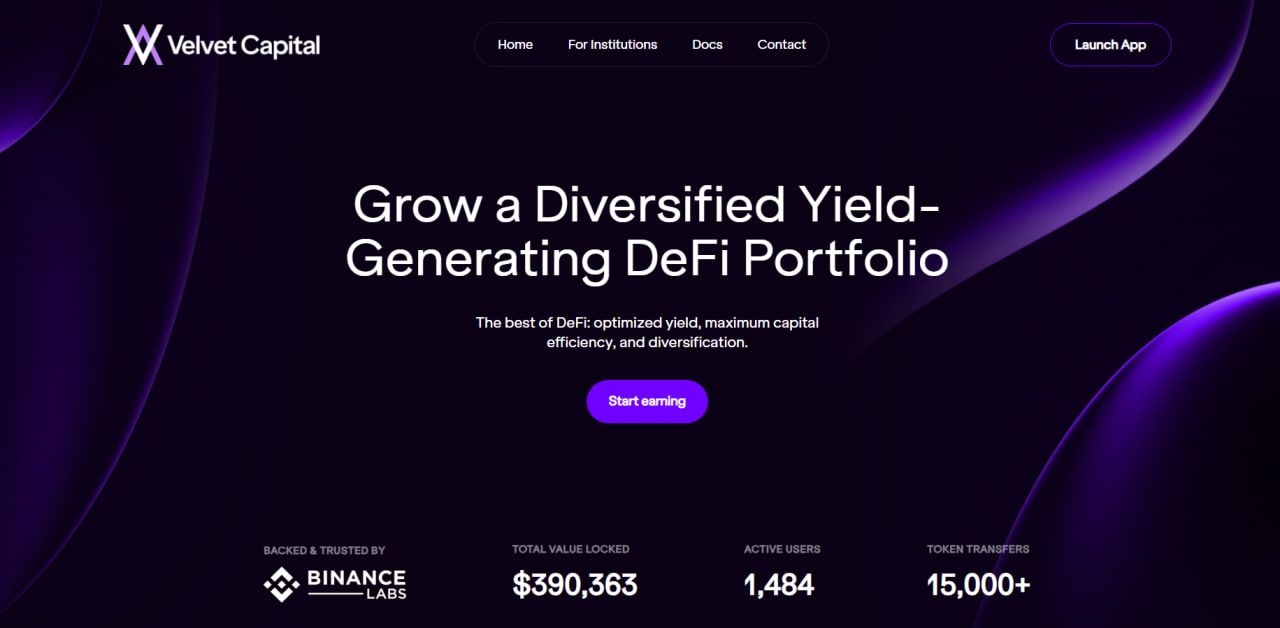 Velvet Capital
Home
For Institutions
Docs
Contact
Launch App
Grow a Diversified Yield-
Generating DeFi Portfolio
The best of DeFi: optimized yield, maximum capital
efficiency, and diversification.
Start earning
BACKED & TRUSTED BY
BINANCE
LABS
TOTAL VALUE LOCKED
$390,363
ACTIVE USERS
1,484
TOKEN TRANSFERS
15,000+